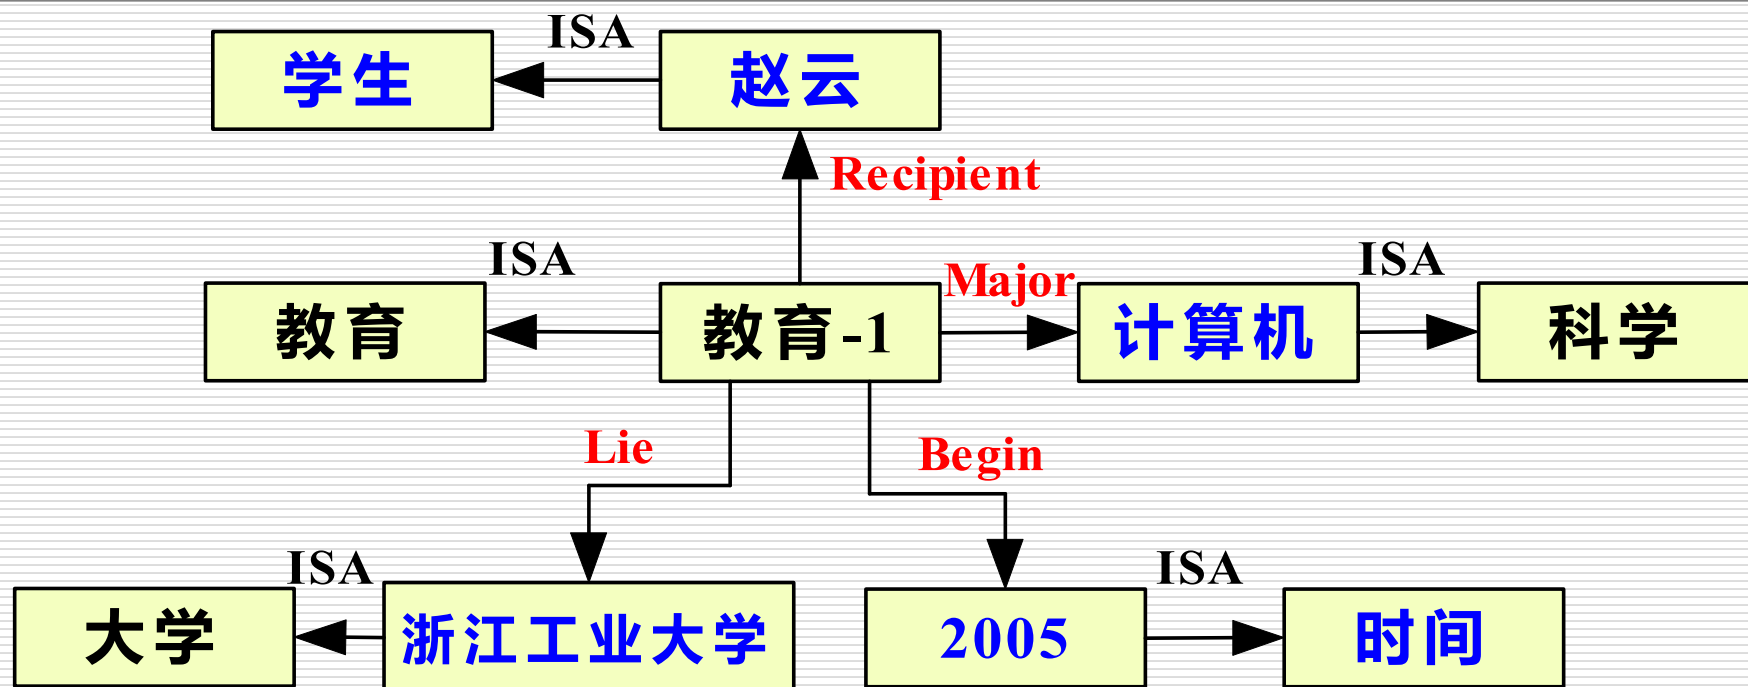 ISA
学生
赵云
Recipient
ISA
Major
ISA
教育
教育-1
计算机
科学
Lie
Begin
ISA
ISA
大学
浙江工业大学
2005
时间